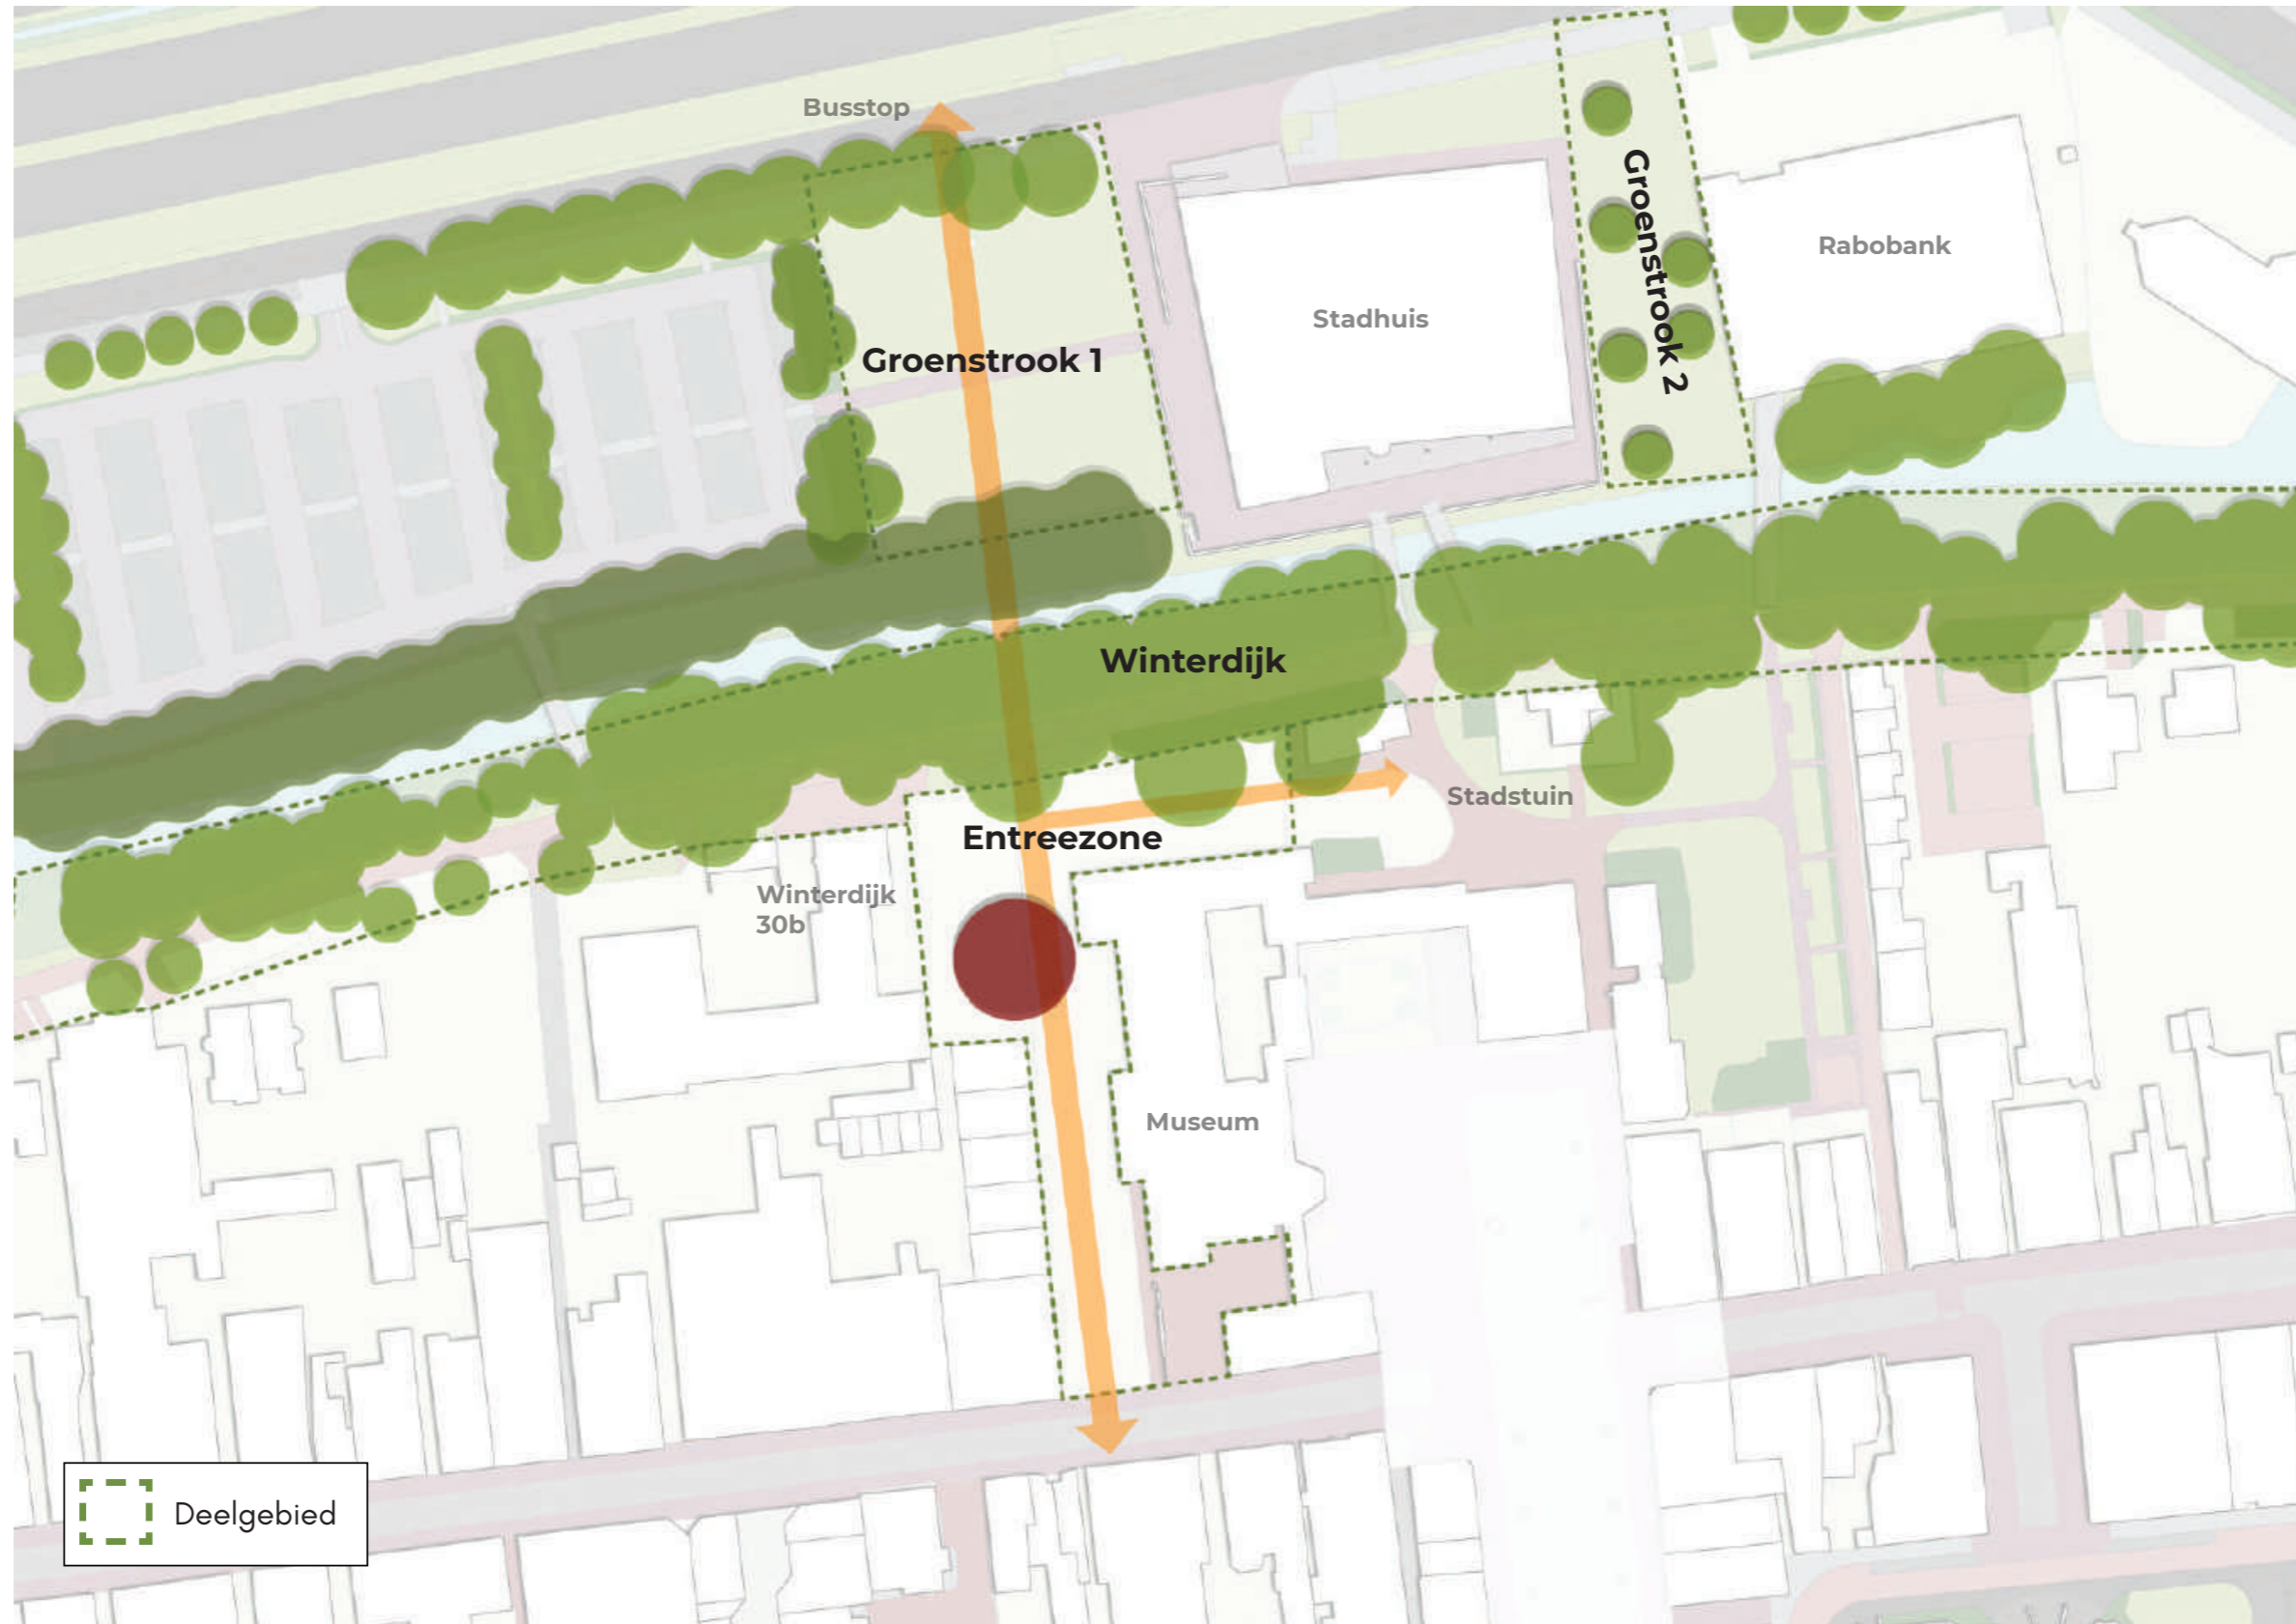 Busstop
Groenstrook 2
Rabobank
Stadhuis
Groenstrook 1
Winterdijk
Stadstuin
Entreezone
Winterdijk
30b
Museum
Deelgebied